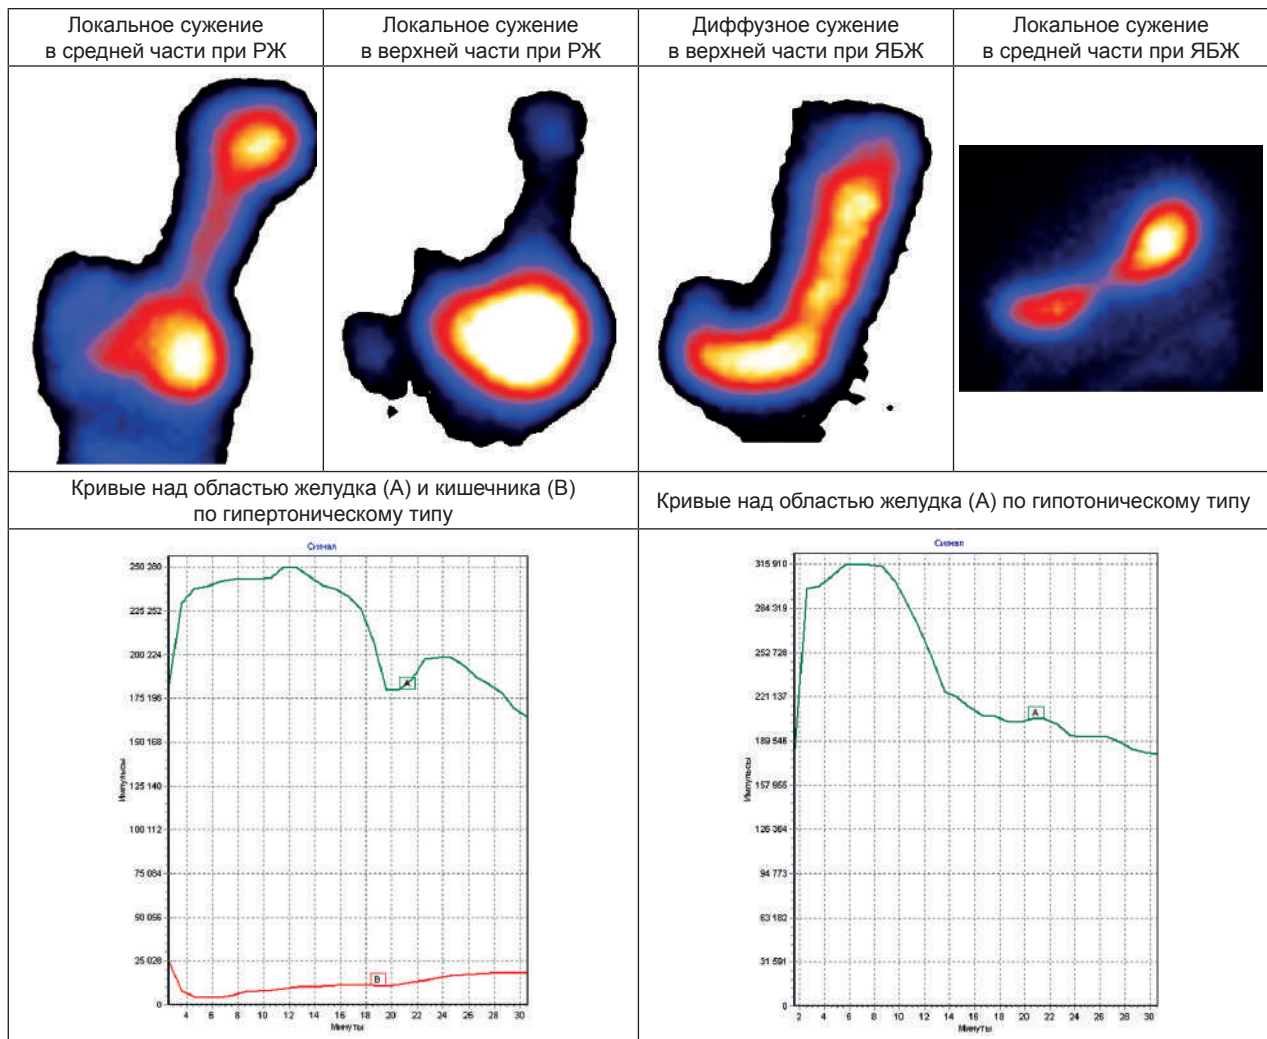 Локальное сужение
в средней части при РЖ
Локальное сужение
в верхней части при РЖ
Диффузное сужение
в верхней части при ЯБЖ
Локальное сужение
в средней части при ЯБЖ
Кривые над областью желудка (А) и кишечника (В)
по гипертоническому типу
Кривые над областью желудка (А) по гипотоническому типу
Сигнал
250 280
225 252
200 224
175 196
150 168
125 140
100 112
75 084
50 056
25 028
0
Импульсы
A
B
4 6 8 10 12 14 16 18 20 22 24 26 28 30
Минуты
Сигнал
315 910
284 319
252 728
221 137
189 546
157 955
126 364
94 773
63 182
31 591
0
Импульсы
A
2 4 6 8 10 12 14 16 18 20 22 24 26 28 30
Минуты